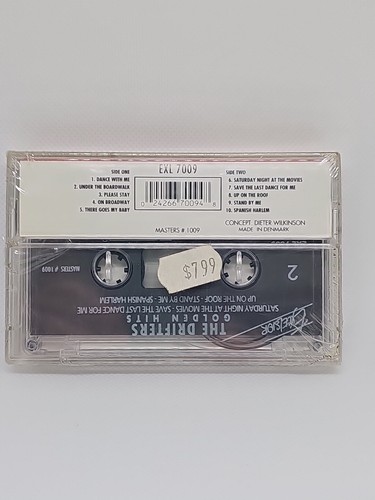 SIDE ONE
1. DANCE WITH ME
2. UNDER THE BOARDWALK
3. PLEASE STAY
4. ON BROADWAY
5. THERE GOES MY BABY
EXL 7009
0 24266 70094 8
MASTERS # 1009
SIDE TWO
6. SATURDAY NIGHT AT THE MOVIES
7. SAVE THE LAST DANCE FOR ME
8. UP ON THE ROOF
9. STAND BY ME
10. SPANISH HARLEM
CONCEPT: DIETER WILKINSON
MADE IN DENMARK
$7.99
2
MASTERS # 1009
Excelsior
THE DRIFTERS
GOLDEN HITS
SATURDAY NIGHT AT THE MOVIES · SAVE THE LAST DANCE FOR ME
UP ON THE ROOF · STAND BY ME · SPANISH HARLEM